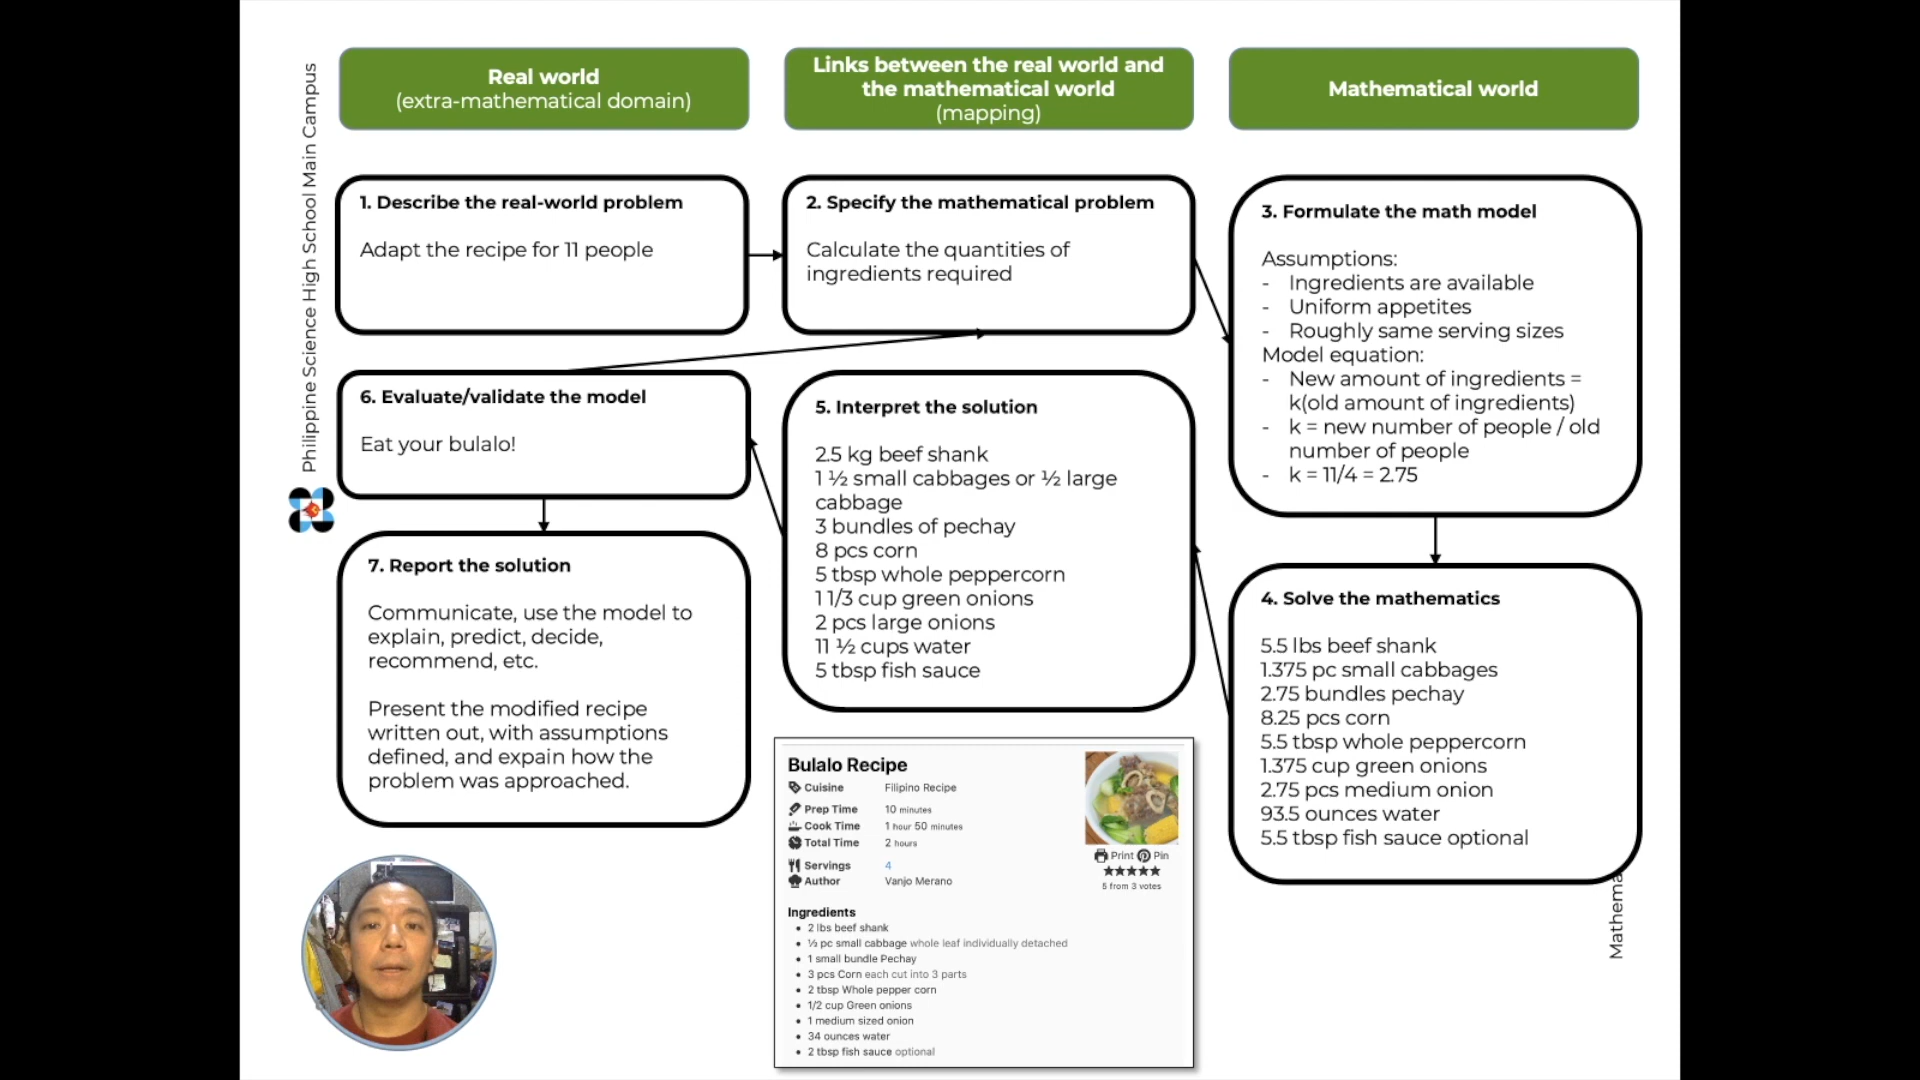 Philippine Science High School Main Campus
Real world
(extra-mathematical domain)
Links between the real world and
the mathematical world
(mapping)
Mathematical world
1. Describe the real-world problem
Adapt the recipe for 11 people
2. Specify the mathematical problem
Calculate the quantities of
ingredients required
3. Formulate the math model
Assumptions:
- Ingredients are available
- Uniform appetites
- Roughly same serving sizes
Model equation:
- New amount of ingredients =
k(old amount of ingredients)
- k = new number of people / old
number of people
- k = 11/4 = 2.75
4. Solve the mathematics
5.5 lbs beef shank
1.375 pc small cabbages
2.75 bundles pechay
8.25 pcs corn
5.5 tbsp whole peppercorn
1.375 cup green onions
2.75 pcs medium onion
93.5 ounces water
5.5 tbsp fish sauce optional
5. Interpret the solution
2.5 kg beef shank
1 ½ small cabbages or ½ large
cabbage
3 bundles of pechay
8 pcs corn
5 tbsp whole peppercorn
1 1/3 cup green onions
2 pcs large onions
11 ½ cups water
5 tbsp fish sauce
6. Evaluate/validate the model
Eat your bulalo!
7. Report the solution
Communicate, use the model to
explain, predict, decide,
recommend, etc.
Present the modified recipe
written out, with assumptions
defined, and expain how the
problem was approached.
Bulalo Recipe
Cuisine Filipino Recipe
Prep Time 10 minutes
Cook Time 1 hour 50 minutes
Total Time 2 hours
Servings 4
Author Vanjo Merano
Print Pin
5 from 3 votes
Ingredients
• 2 lbs beef shank
• ½ pc small cabbage whole leaf individually detached
• 1 small bundle Pechay
• 3 pcs Corn each cut into 3 parts
• 2 tbsp Whole pepper corn
• 1/2 cup Green onions
• 1 medium sized onion
• 34 ounces water
• 2 tbsp fish sauce optional
Mathema